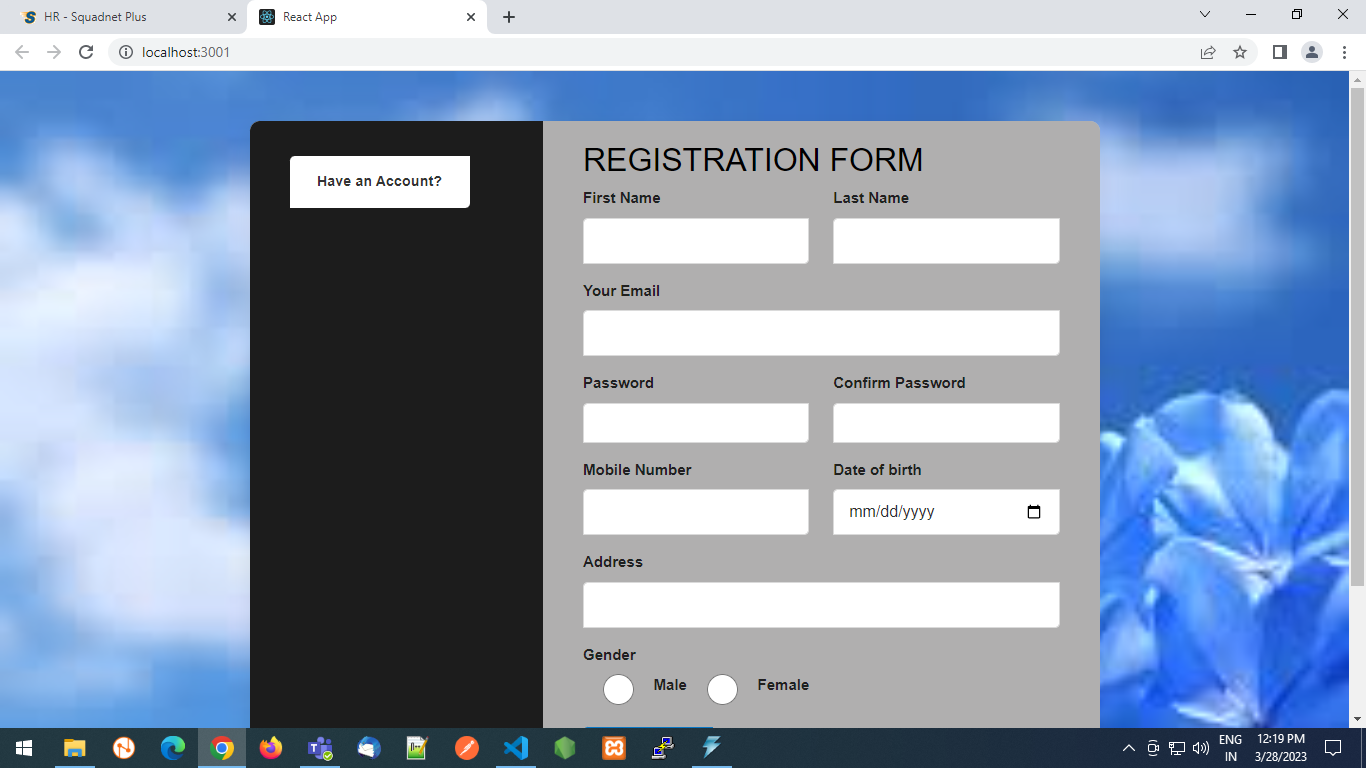 HR - Squadnet Plus
React App
localhost:3001
Have an Account?
REGISTRATION FORM
First Name
Last Name
Your Email
Password
Confirm Password
Mobile Number
Date of birth
mm/dd/yyyy
Address
Gender
Male
Female
ENG
IN
12:19 PM
3/28/2023